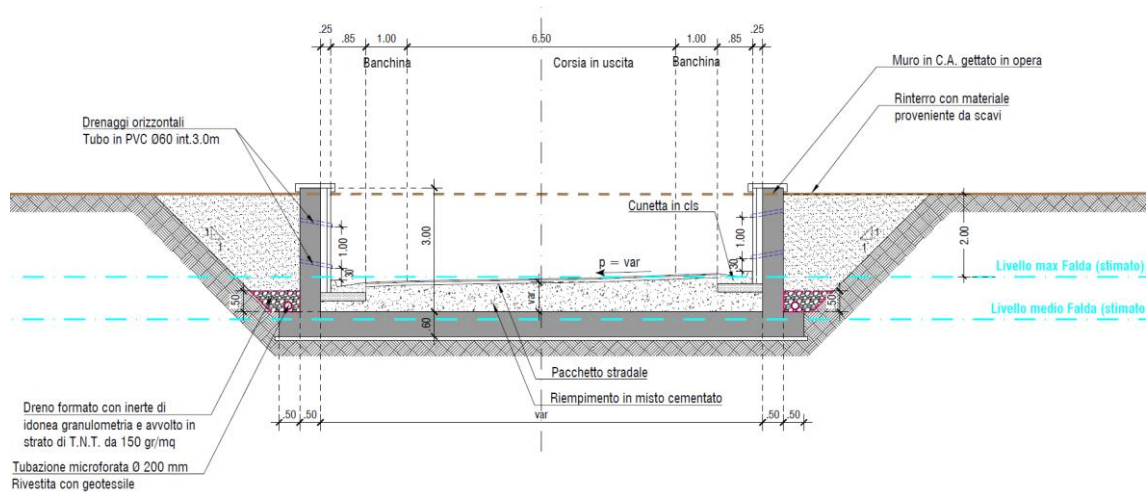 .25 .85 1.00 6.50 1.00 .85 .25
Banchina Corsia in uscita Banchina
Muro in C.A. gettato in opera
Rinterro con materiale
proveniente da scavi
Drenaggi orizzontali
Tubo in PVC Ø60 int.3.0m
Cunetta in cls
1 1
1.00 .30 3.00 p = var 1.00 .30 2.00
1 1
Livello max Falda (stimato)
.50 var .50
Livello medio Falda (stimato
.60
Pacchetto stradale
Riempimento in misto cementato
Dreno formato con inerte di
idonea granulometria e avvolto in
strato di T.N.T. da 150 gr/mq
.50 .50 var .50 .50
Tubazione microforata Ø 200 mm
Rivestita con geotessile